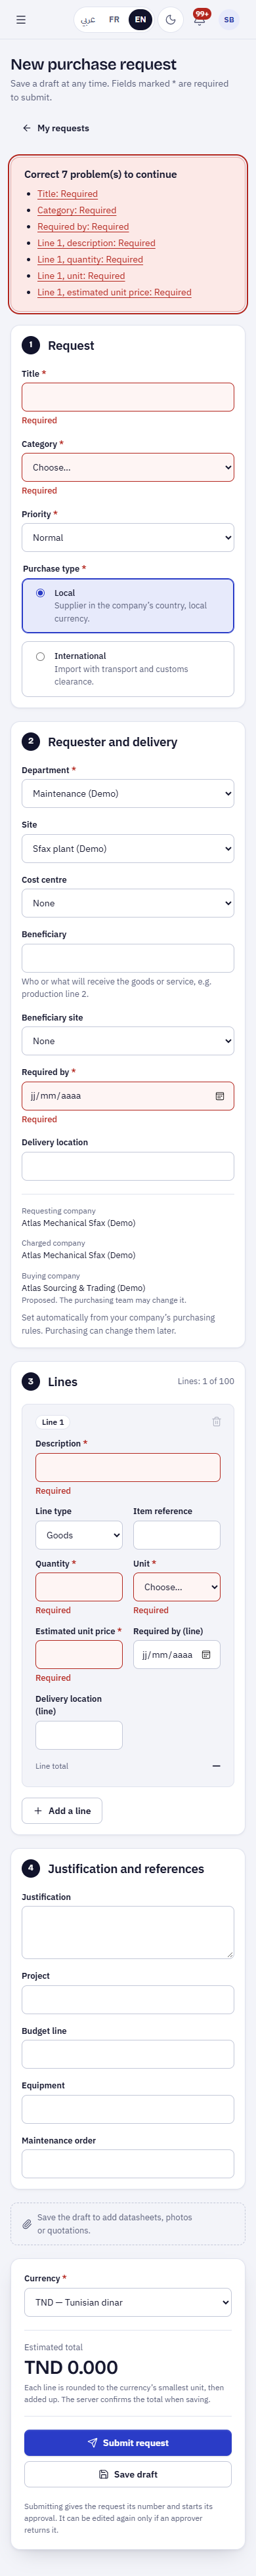 عربي FR EN 99+ SB
New purchase request
Save a draft at any time. Fields marked * are required
to submit.
My requests
Correct 7 problem(s) to continue
Title: Required
Category: Required
Required by: Required
Line 1, description: Required
Line 1, quantity: Required
Line 1, unit: Required
Line 1, estimated unit price: Required
1 Request
Title *
Required
Category *
Choose...
Required
Priority *
Normal
Purchase type *
Local
Supplier in the company's country, local
currency.
International
Import with transport and customs
clearance.
2 Requester and delivery
Department *
Maintenance (Demo)
Site
Sfax plant (Demo)
Cost centre
None
Beneficiary
Who or what will receive the goods or service, e.g.
production line 2.
Beneficiary site
None
Required by *
jj/mm/aaaa
Required
Delivery location
Requesting company
Atlas Mechanical Sfax (Demo)
Charged company
Atlas Mechanical Sfax (Demo)
Buying company
Atlas Sourcing & Trading (Demo)
Proposed. The purchasing team may change it.
Set automatically from your company's purchasing
rules. Purchasing can change them later.
3 Lines Lines: 1 of 100
Line 1
Description *
Required
Line type Item reference
Goods
Quantity * Unit *
Choose...
Required Required
Estimated unit price * Required by (line)
jj/mm/aaaa
Required
Delivery location
(line)
Line total —
+ Add a line
4 Justification and references
Justification
Project
Budget line
Equipment
Maintenance order
Save the draft to add datasheets, photos
or quotations.
Currency *
TND — Tunisian dinar
Estimated total
TND 0.000
Each line is rounded to the currency's smallest unit, then
added up. The server confirms the total when saving.
Submit request
Save draft
Submitting gives the request its number and starts its
approval. It can be edited again only if an approver
returns it.